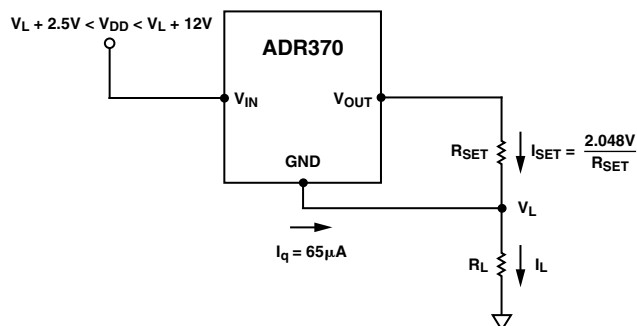 V_L + 2.5V < V_DD < V_L + 12V
ADR370
V_IN
V_OUT
GND
R_SET
I_SET = 2.048V / R_SET
V_L
I_q = 65μA
R_L
I_L